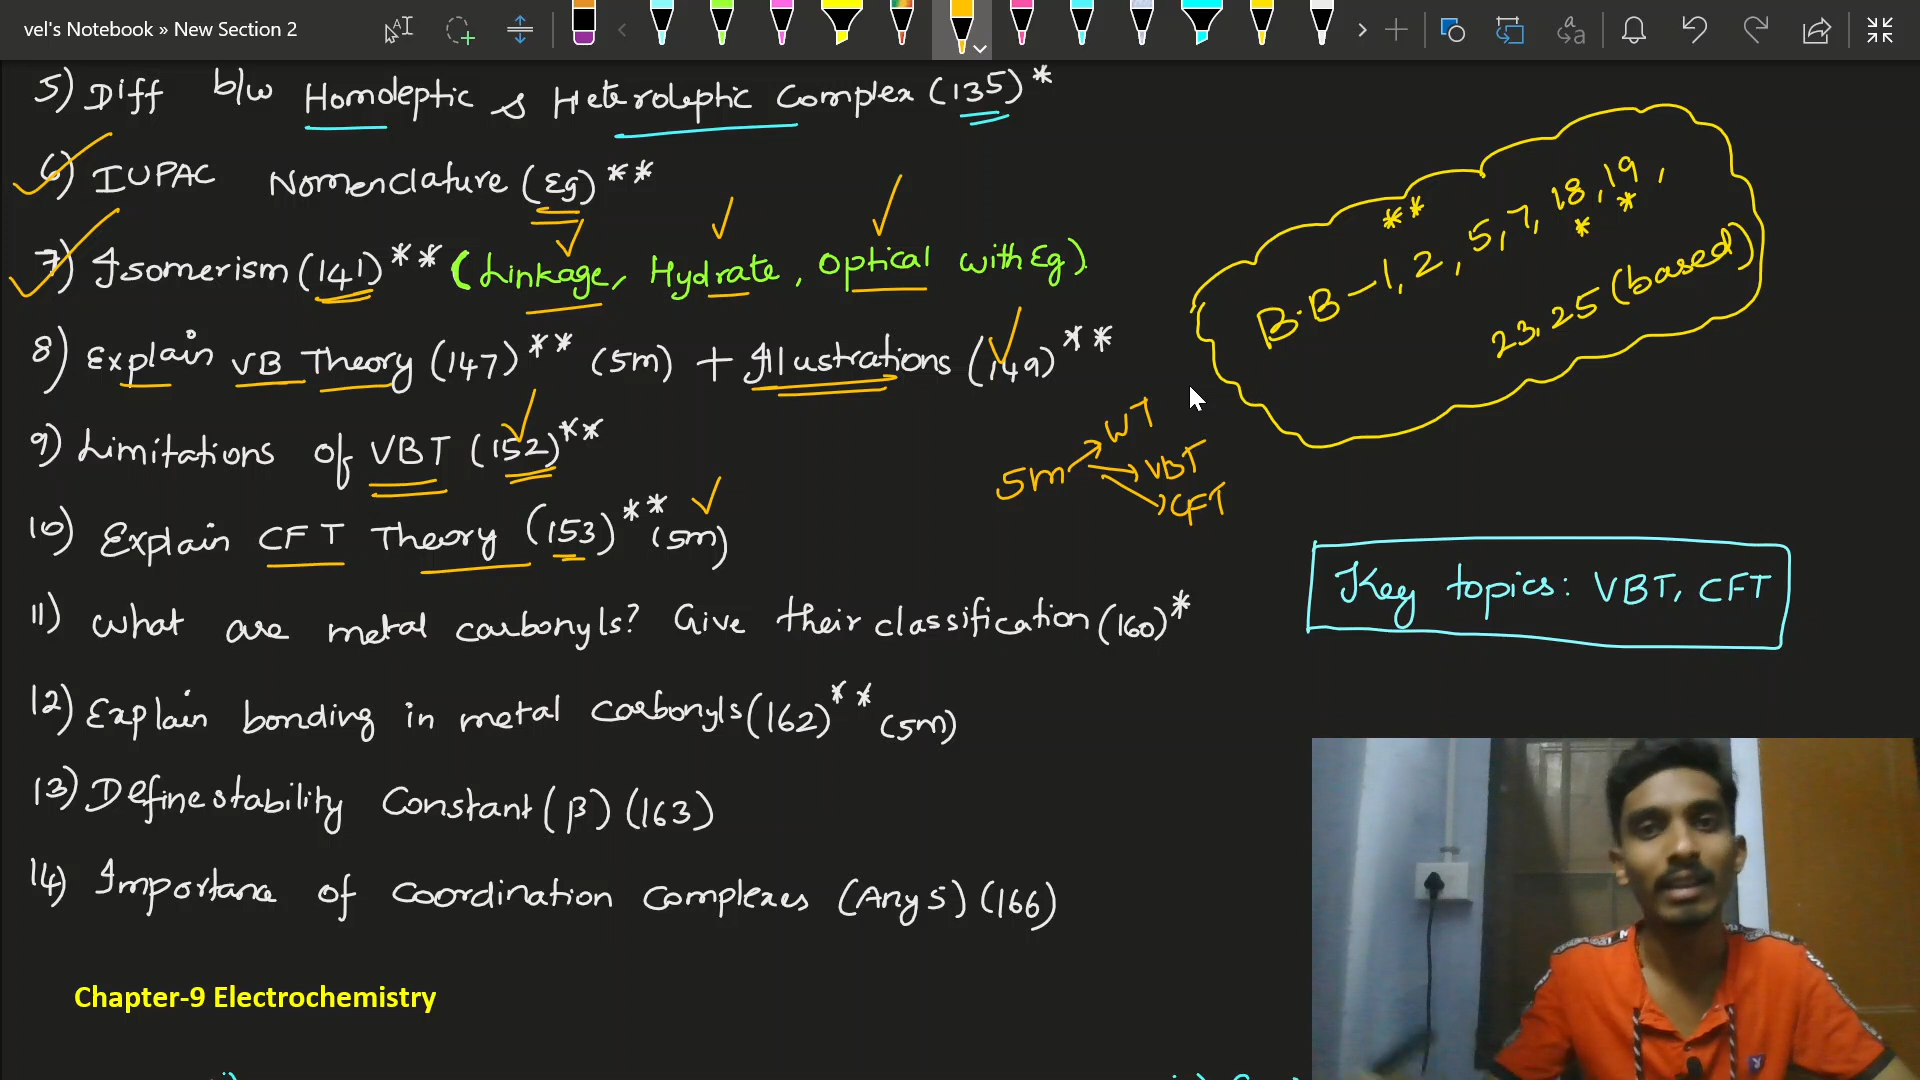 vel's Notebook » New Section 2
5) Diff b/w Homoleptic & Heteroleptic Complex (135)*
6) IUPAC Nomenclature (Eg)**
7) Isomerism (141)** (Linkage, Hydrate, Optical with Eg).
8) Explain VB Theory (147)** (5m) + Illustrations (149)**
9) Limitations of VBT (152)**
10) Explain CFT Theory (153)** (5m)
11) What are metal carbonyls? Give their classification (160)*
12) Explain bonding in metal carbonyls (162)** (5m)
13) Define stability Constant (β) (163)
14) Importane of coordination complexes (Any 5) (166)
**
B.B – 1, 2, 5, 7, 18, 19,
* *
23, 25 (based)
5m → WT
→ VBT
→ CFT
Key topics: VBT, CFT
Chapter-9 Electrochemistry